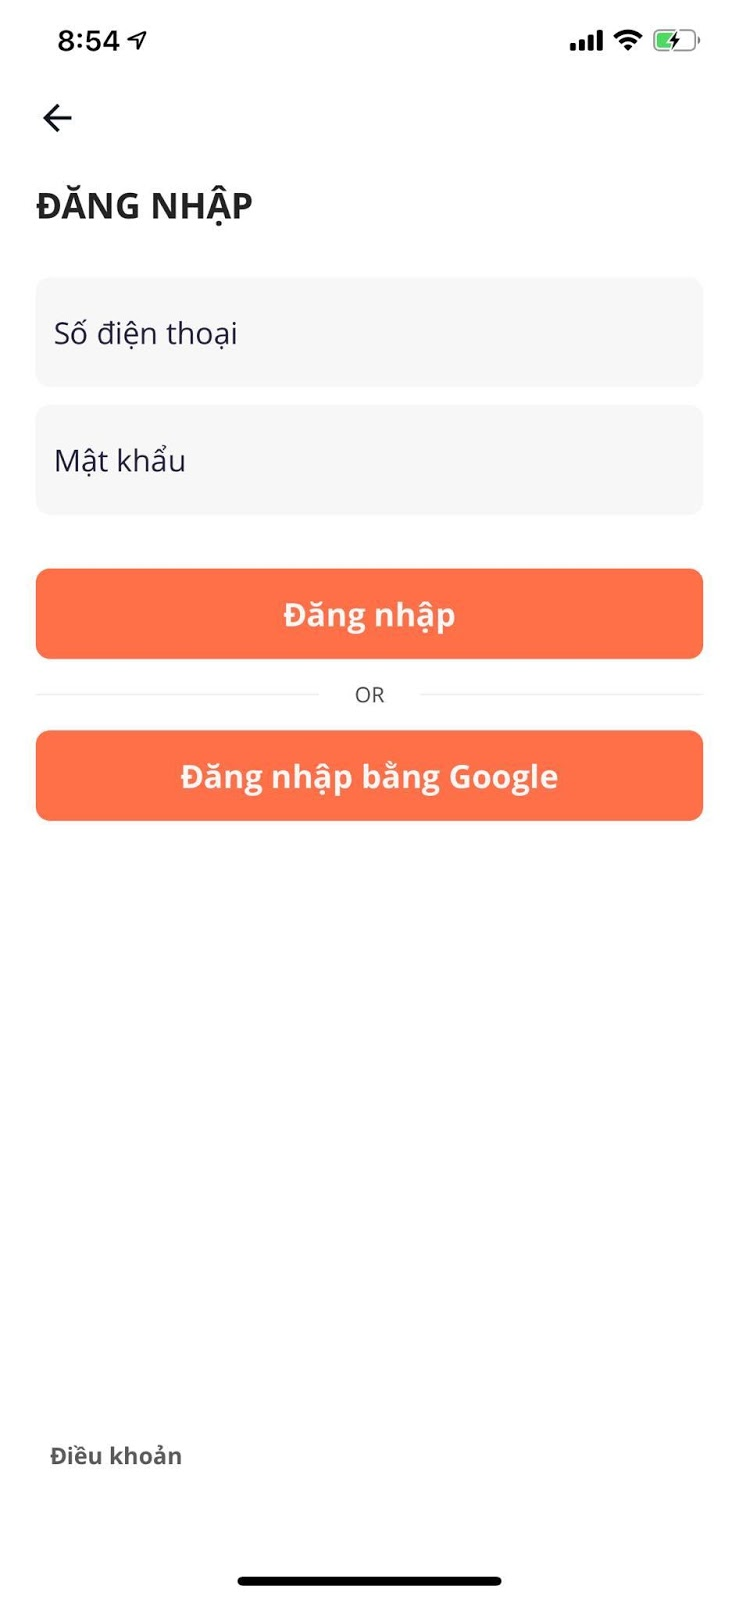 8:54
ĐĂNG NHẬP
Số điện thoại
Mật khẩu
Đăng nhập
OR
Đăng nhập bằng Google
Điều khoản